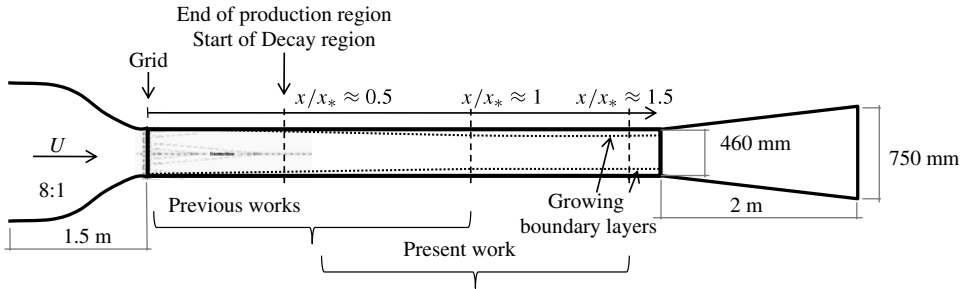 End of production region
Start of Decay region
Grid
x/x* ≈ 0.5
x/x* ≈ 1
x/x* ≈ 1.5
U
8:1
460 mm
750 mm
Growing
boundary layers
2 m
1.5 m
Previous works
Present work